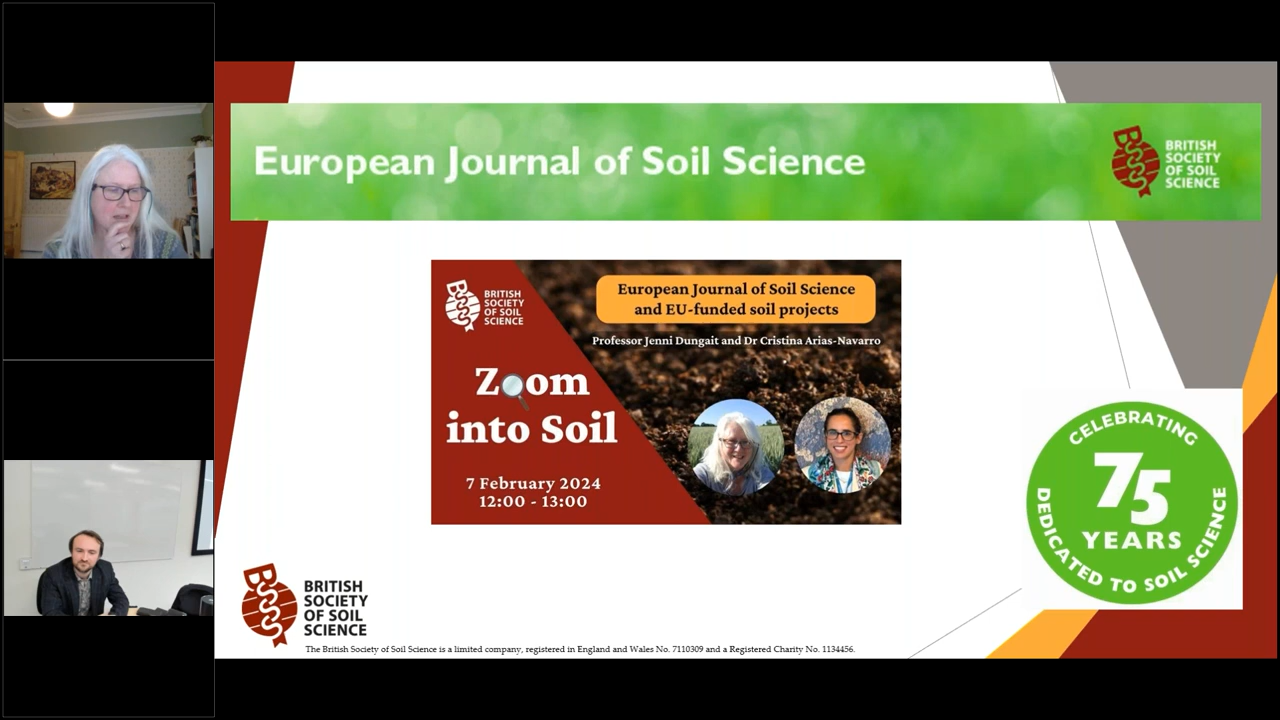 European Journal of Soil Science
BRITISH
SOCIETY
OF SOIL
SCIENCE
BRITISH
SOCIETY
OF SOIL
SCIENCE
European Journal of Soil Science
and EU-funded soil projects
Professor Jenni Dungait and Dr Cristina Arias-Navarro
Zoom
into Soil
7 February 2024
12:00 - 13:00
CELEBRATING
75
YEARS
DEDICATED TO SOIL SCIENCE
BRITISH
SOCIETY
OF SOIL
SCIENCE
The British Society of Soil Science is a limited company, registered in England and Wales No. 7110309 and a Registered Charity No. 1134456.